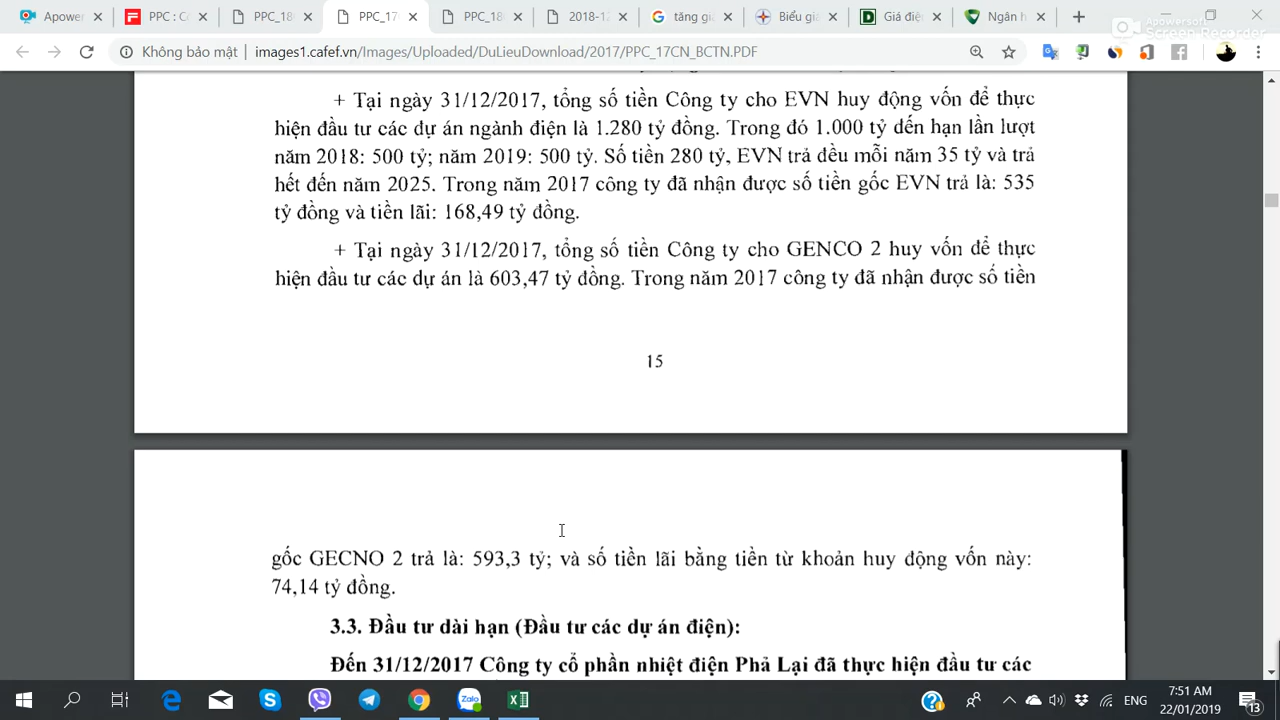 Apower
PPC : C
PPC_18
PPC_17
PPC_18
2018-12
tăng gi
Biểu giá
Giá điện
Ngân h
Apowersoft
Screen Recorder
Không bảo mật | images1.cafef.vn/Images/Uploaded/DuLieuDownload/2017/PPC_17CN_BCTN.PDF
+ Tại ngày 31/12/2017, tổng số tiền Công ty cho EVN huy động vốn để thực
hiện đầu tư các dự án ngành điện là 1.280 tỷ đồng. Trong đó 1.000 tỷ dến hạn lần lượt
năm 2018: 500 tỷ; năm 2019: 500 tỷ. Số tiền 280 tỷ, EVN trả đều mỗi năm 35 tỷ và trả
hết đến năm 2025. Trong năm 2017 công ty đã nhận được số tiền gốc EVN trả là: 535
tỷ đồng và tiền lãi: 168,49 tỷ đồng.
+ Tại ngày 31/12/2017, tổng số tiền Công ty cho GENCO 2 huy vốn để thực
hiện đầu tư các dự án là 603,47 tỷ đồng. Trong năm 2017 công ty đã nhận được số tiền
15
gốc GECNO 2 trả là: 593,3 tỷ; và số tiền lãi bằng tiền từ khoản huy động vốn này:
74,14 tỷ đồng.
3.3. Đầu tư dài hạn (Đầu tư các dự án điện):
Đến 31/12/2017 Công ty cổ phần nhiệt điện Phả Lại đã thực hiện đầu tư các
Zalo
ENG
7:51 AM
22/01/2019
13